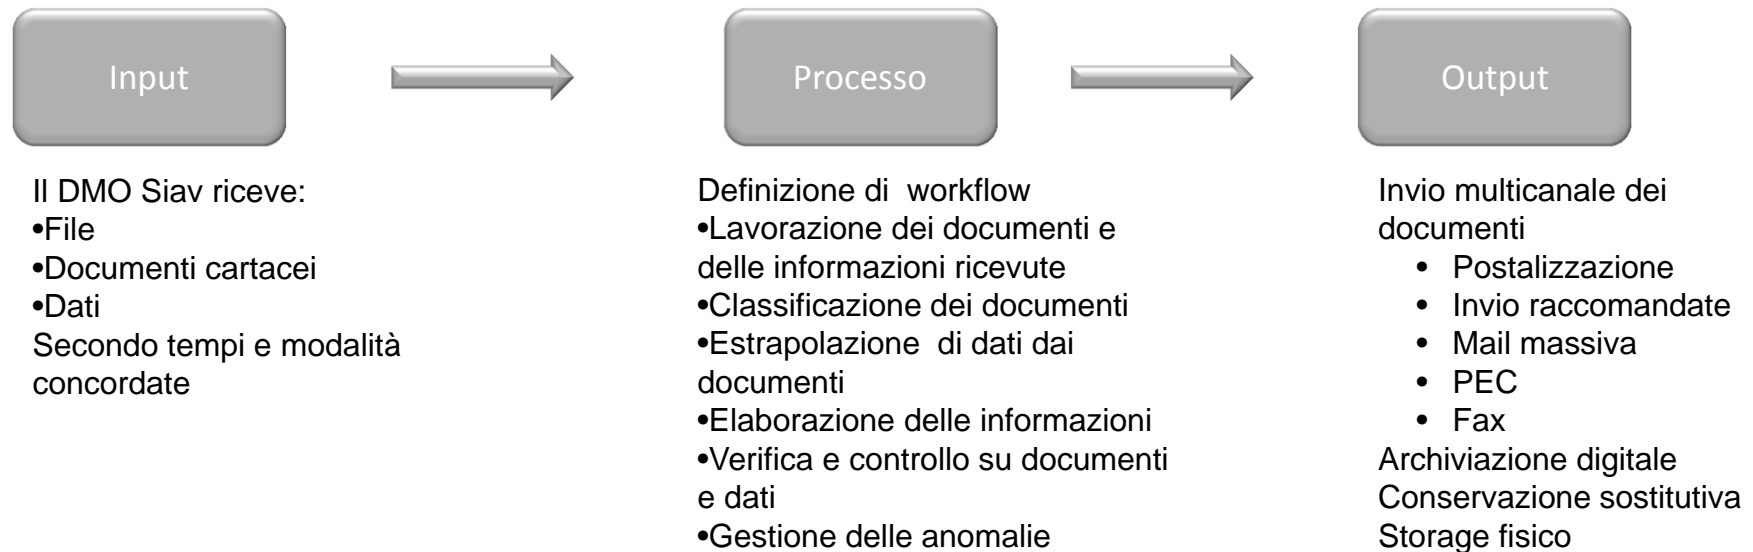 Input
Processo
Output
Il DMO Siav riceve:
•File
•Documenti cartacei
•Dati
Secondo tempi e modalità
concordate
Definizione di  workflow
•Lavorazione dei documenti e
delle informazioni ricevute
•Classificazione dei documenti
•Estrapolazione  di dati dai
documenti
•Elaborazione delle informazioni
•Verifica e controllo su documenti
e dati
•Gestione delle anomalie
Invio multicanale dei
documenti
• Postalizzazione
• Invio raccomandate
• Mail massiva
• PEC
• Fax
Archiviazione digitale
Conservazione sostitutiva
Storage fisico